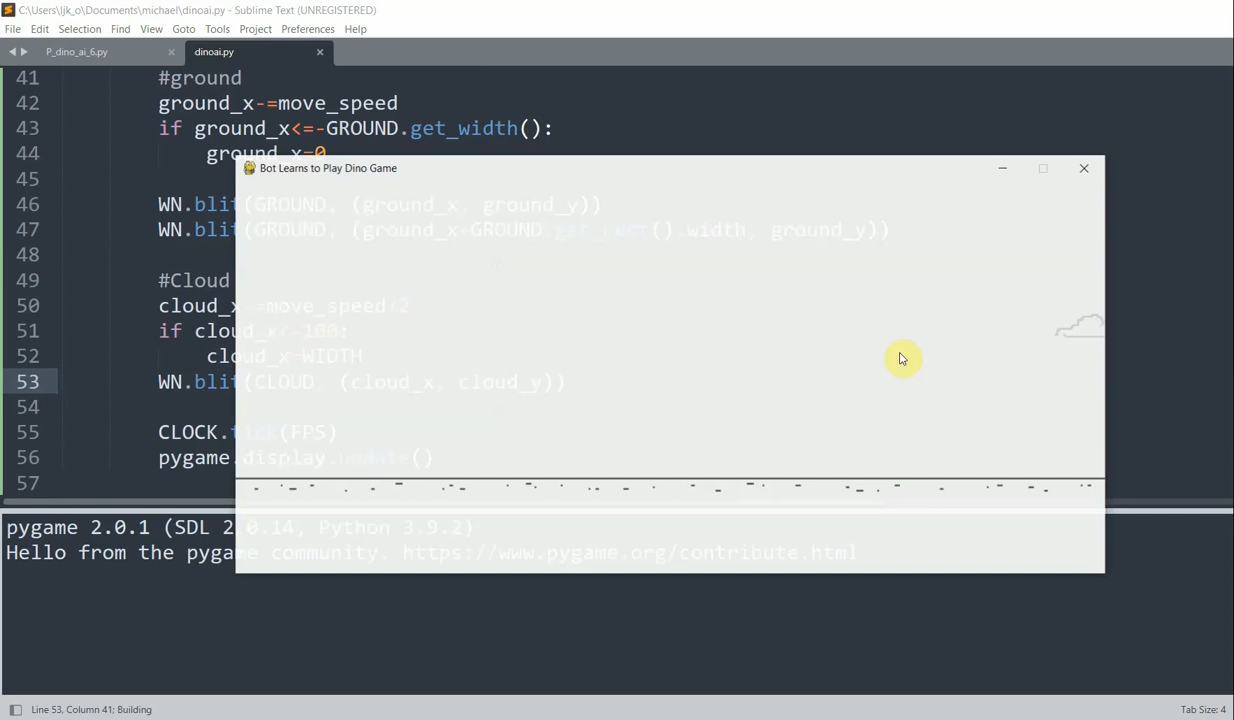 C:\Users\ljk_o\Documents\michael\dinoai.py - Sublime Text (UNREGISTERED)
File Edit Selection Find View Goto Tools Project Preferences Help
P_dino_ai_6.py dinoai.py
41 #ground
42 ground_x-=move_speed
43 if ground_x<=-GROUND.get_width():
44 ground_x=0
Bot Learns to Play Dino Game
45
46 WN.blit(GROUND, (ground_x, ground_y))
47 WN.blit(GROUND, (ground_x+GROUND.get_rect().width, ground_y))
48
49 #Cloud
50 cloud_x-=move_speed/2
51 if cloud_x<-100:
52 cloud_x=WIDTH
53 WN.blit(CLOUD, (cloud_x, cloud_y))
54
55 CLOCK.tick(FPS)
56 pygame.display.update()
57
pygame 2.0.1 (SDL 2.0.14, Python 3.9.2)
Hello from the pygame community. https://www.pygame.org/contribute.html
Line 53, Column 41; Building Tab Size: 4